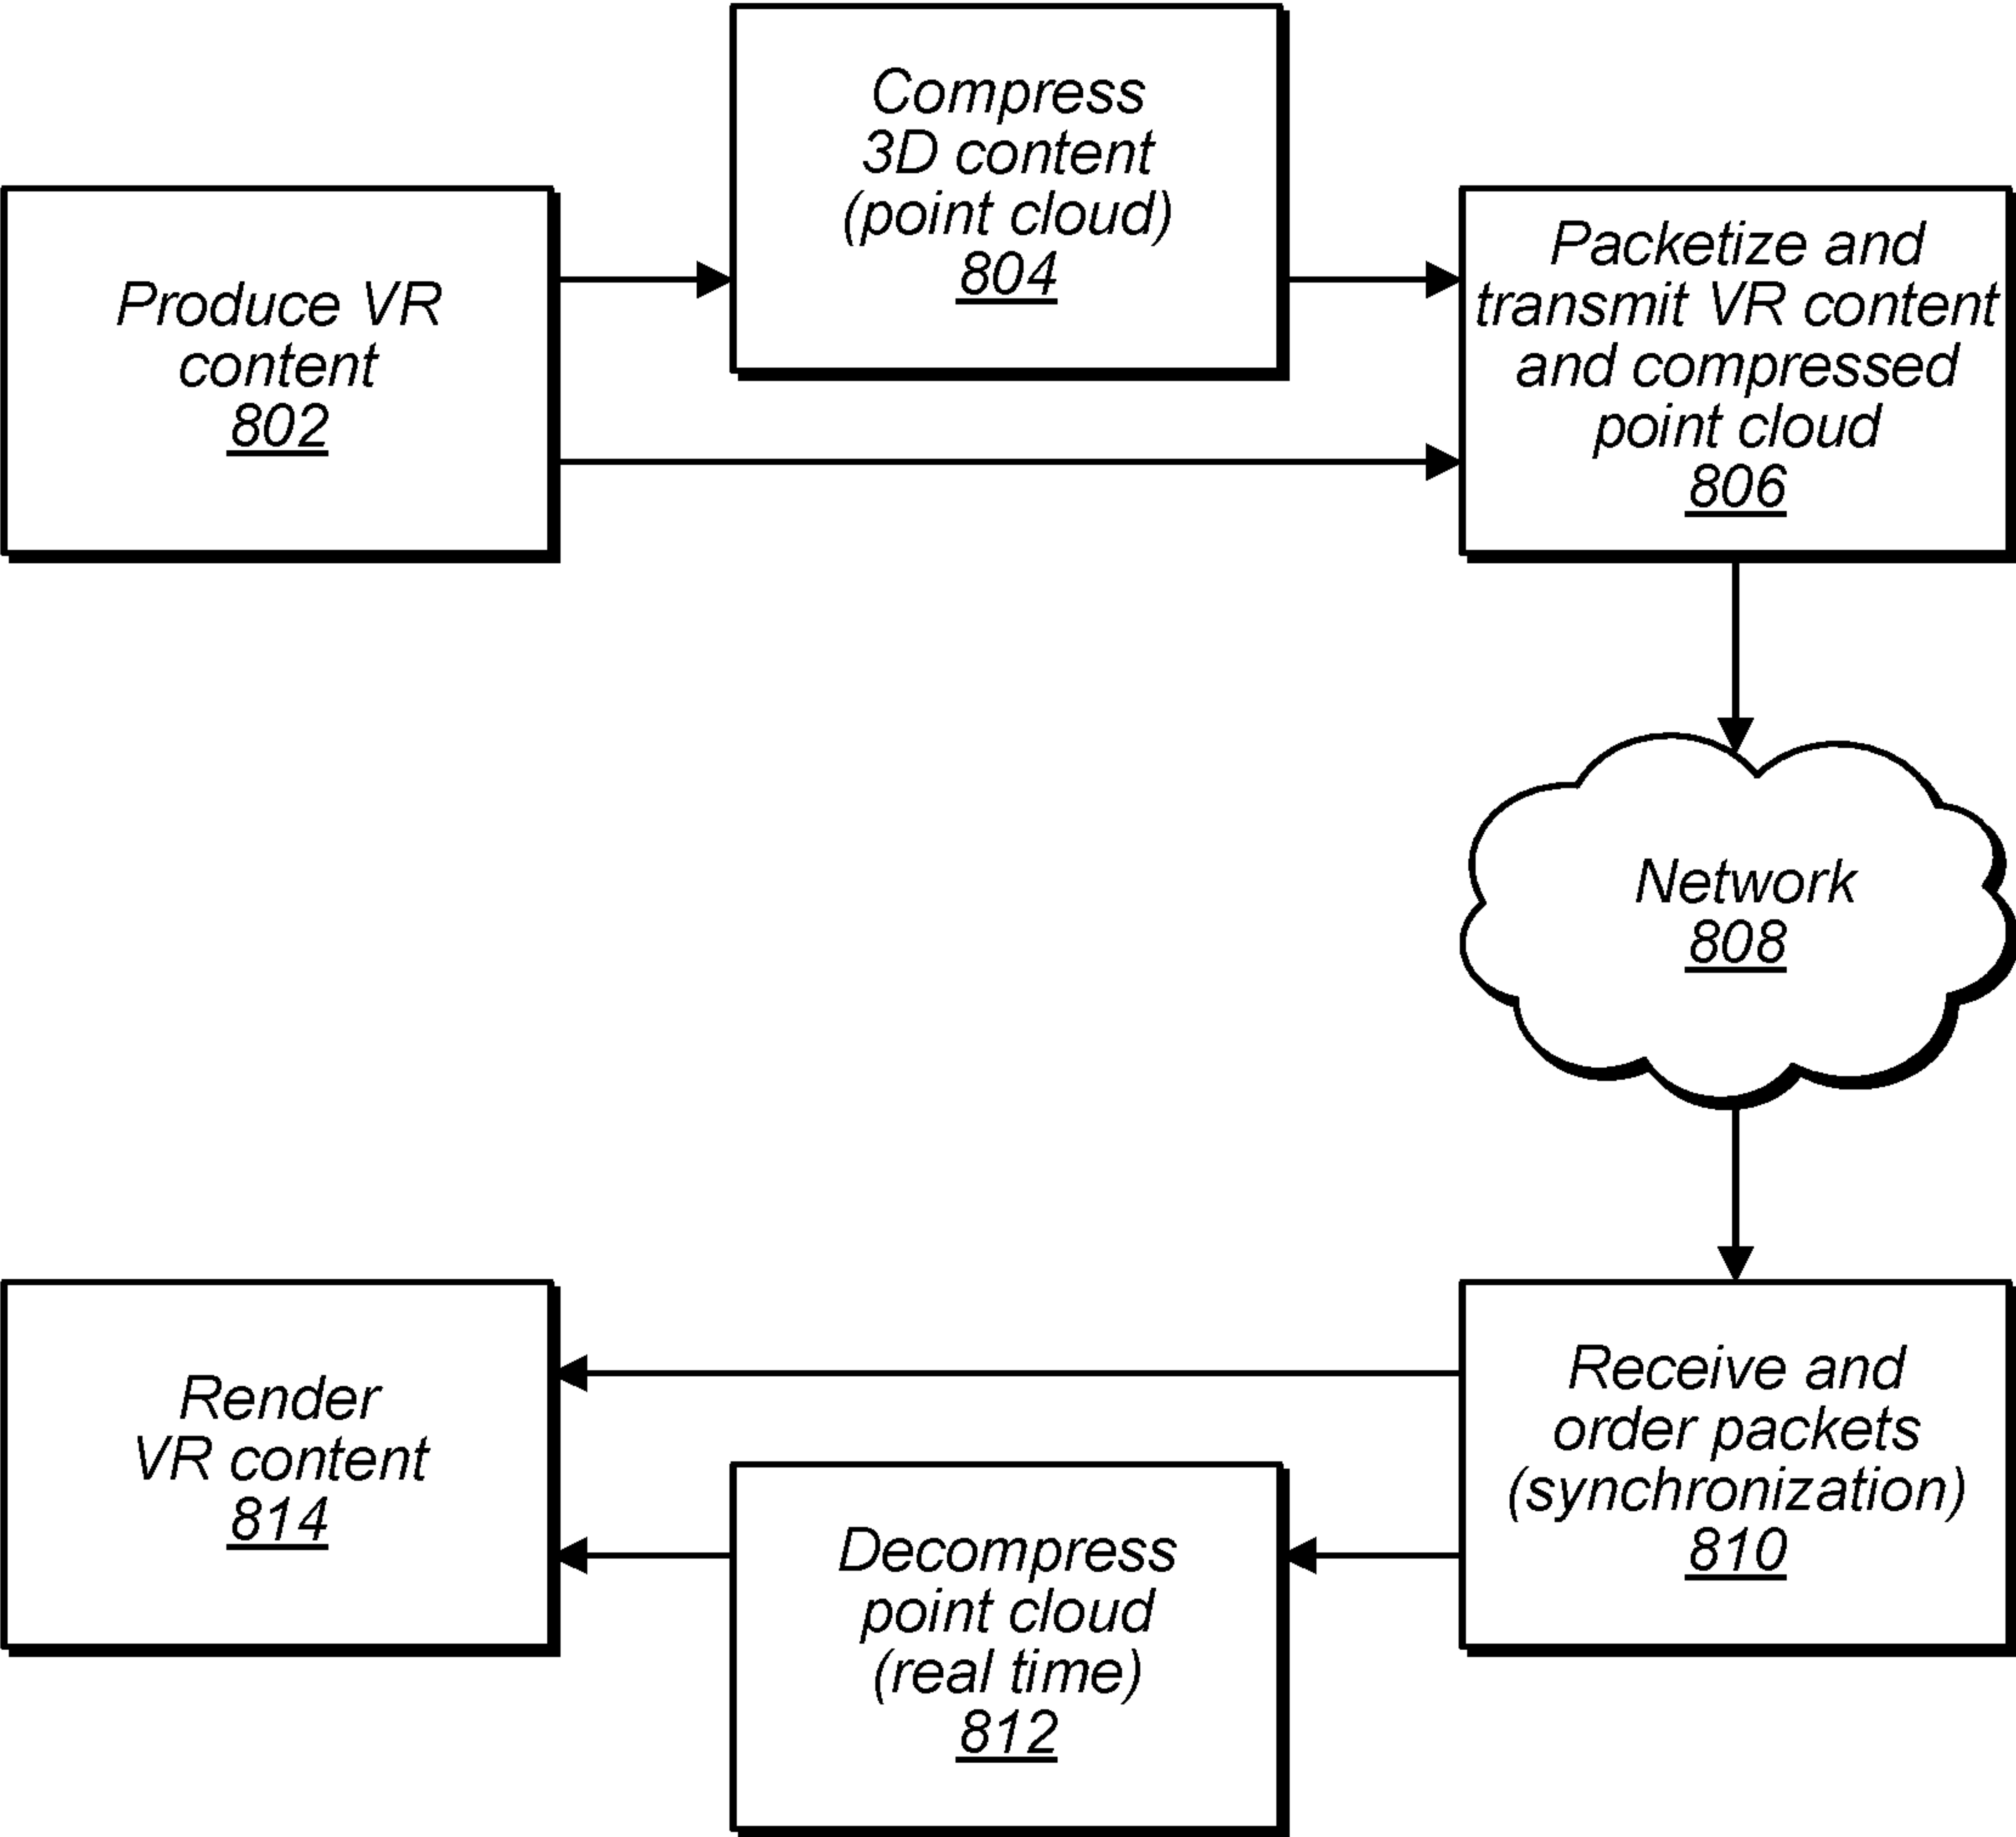 Compress
3D content
(point cloud)
804
Produce VR
content
802
Packetize and
transmit VR content
and compressed
point cloud
806
Network
808
Receive and
order packets
(synchronization)
810
Render
VR content
814
Decompress
point cloud
(real time)
812